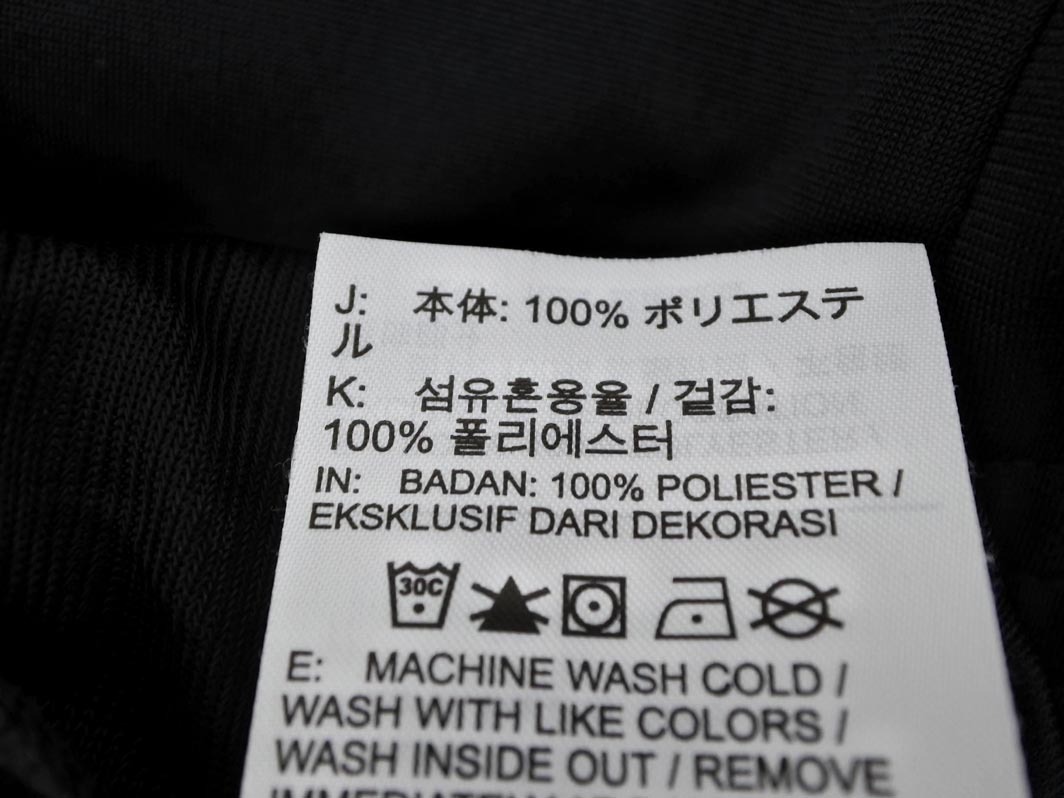 J: 本体: 100% ポリエステ
ル
K: 섬유혼용율 / 겉감:
100% 폴리에스터
IN: BADAN: 100% POLIESTER /
EKSKLUSIF DARI DEKORASI
30C
E: MACHINE WASH COLD /
WASH WITH LIKE COLORS /
WASH INSIDE OUT / REMOVE